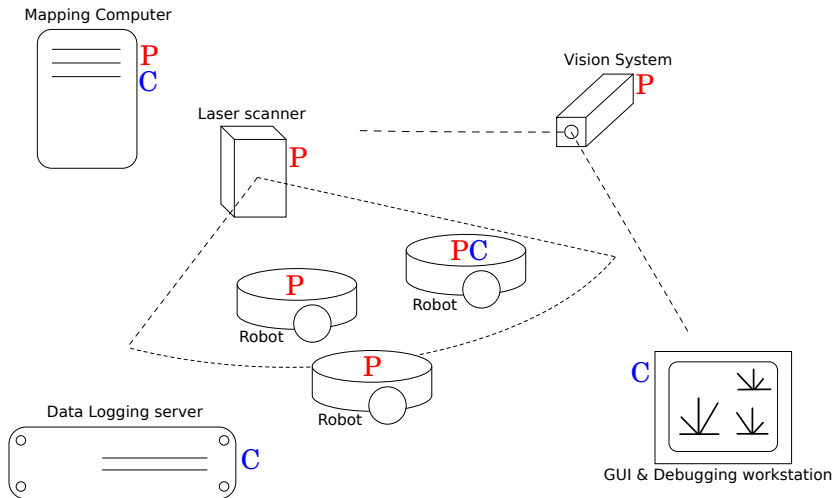 Mapping Computer
P
C
Vision System
P
Laser scanner
P
PC
Robot
P
Robot
P
Robot
C
GUI & Debugging workstation
Data Logging server
C